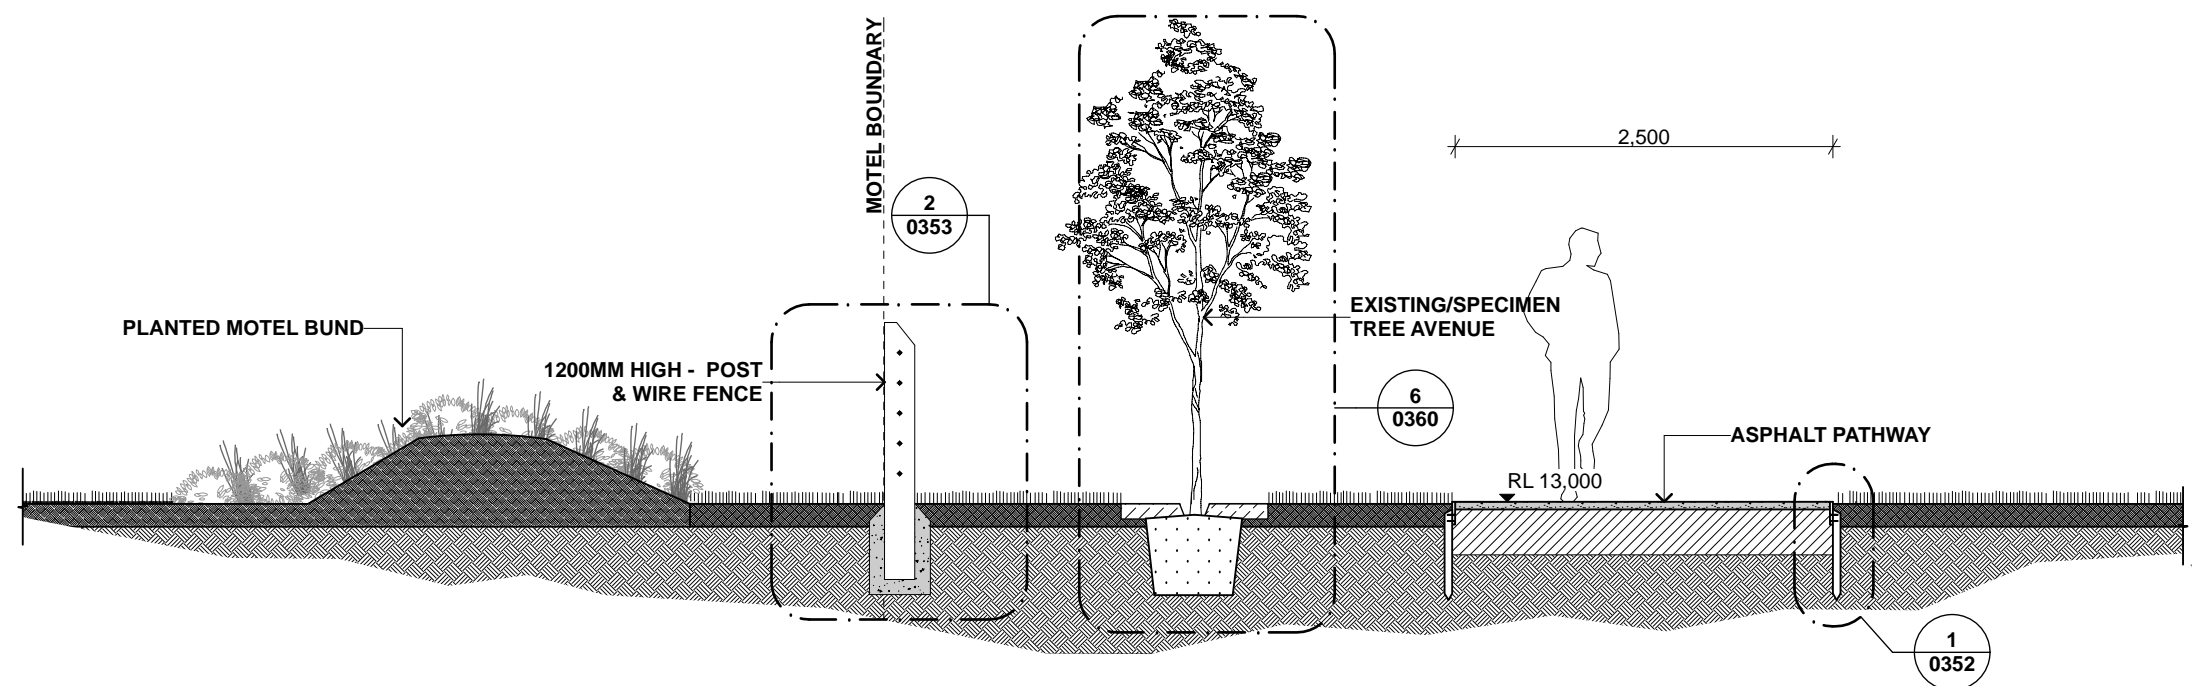 MOTEL BOUNDARY
2
0353
2,500
PLANTED MOTEL BUND
1200MM HIGH -  POST
& WIRE FENCE
EXISTING/SPECIMEN
TREE AVENUE
6
0360
ASPHALT PATHWAY
RL 13,000
1
0352